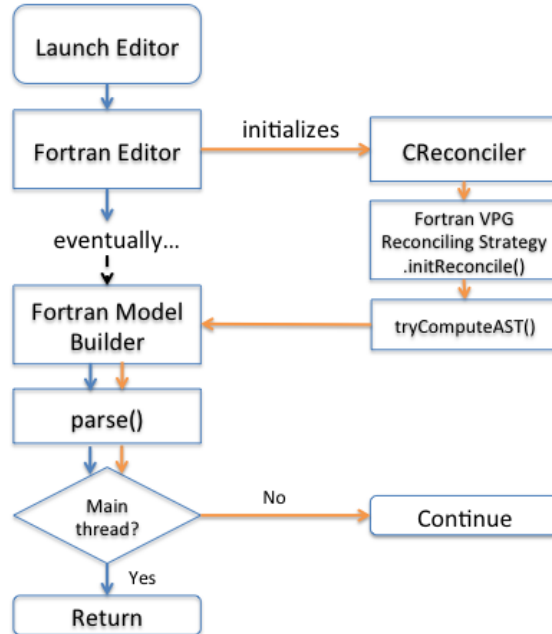 Launch Editor
Fortran Editor
initializes
CReconciler
eventually...
Fortran VPG
Reconciling Strategy
.initReconcile()
Fortran Model
Builder
tryComputeAST()
parse()
Main
thread?
No
Continue
Yes
Return